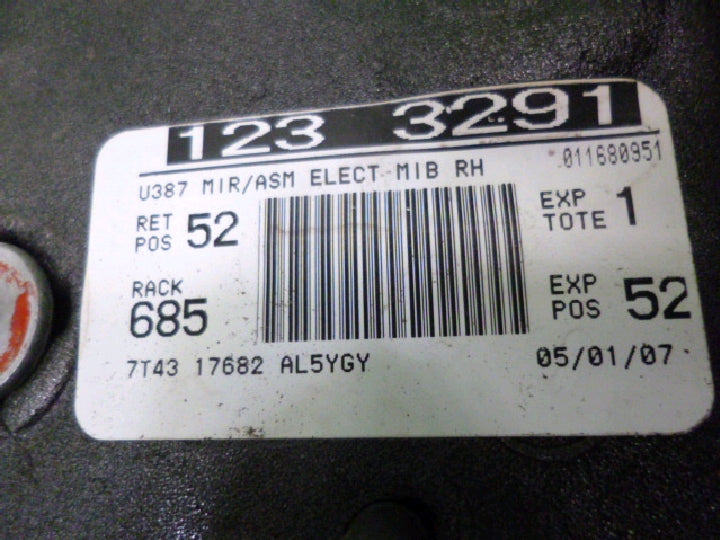 123 3291
U387 MIR/ASM ELECT MIB RH 011680951
RET POS 52
EXP TOTE 1
RACK 685
EXP POS 52
7T43 17682 AL5YGY 05/01/07